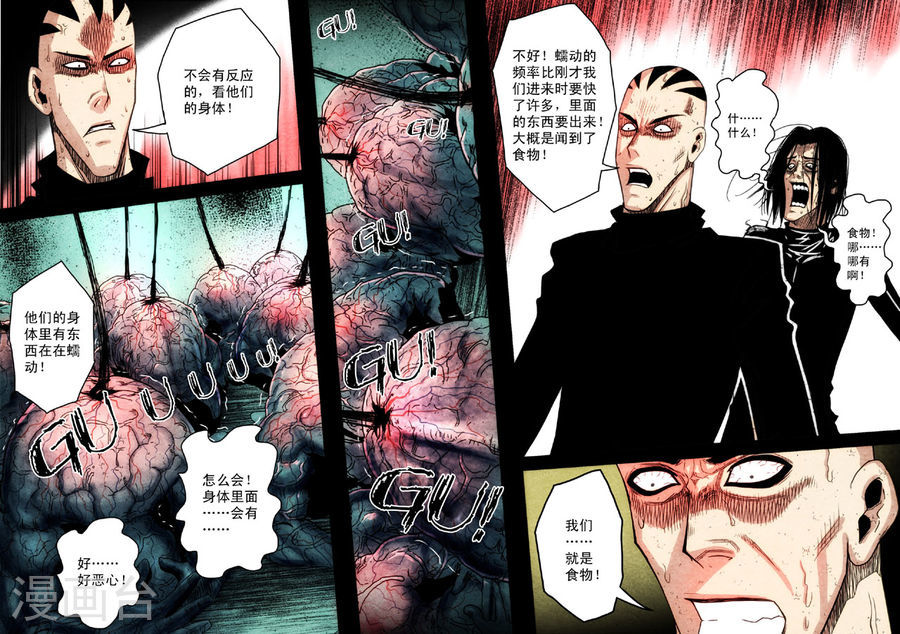 不会有反应
的，看他们
的身体！
他们的身
体里有东
西在在蠕
动！
GU UUUUU!
怎么会！
身体里面
……会有
……
好……
好恶心！
GU!
GU!
GU!
GU!
GU!
不好！蠕动的
频率比刚才我
们进来时要快
了许多，里面
的东西要出来！
大概是闻到了
食物！
什……
什么！
食物！
哪……
哪有
啊！
我们
……
就是
食物！
漫画台